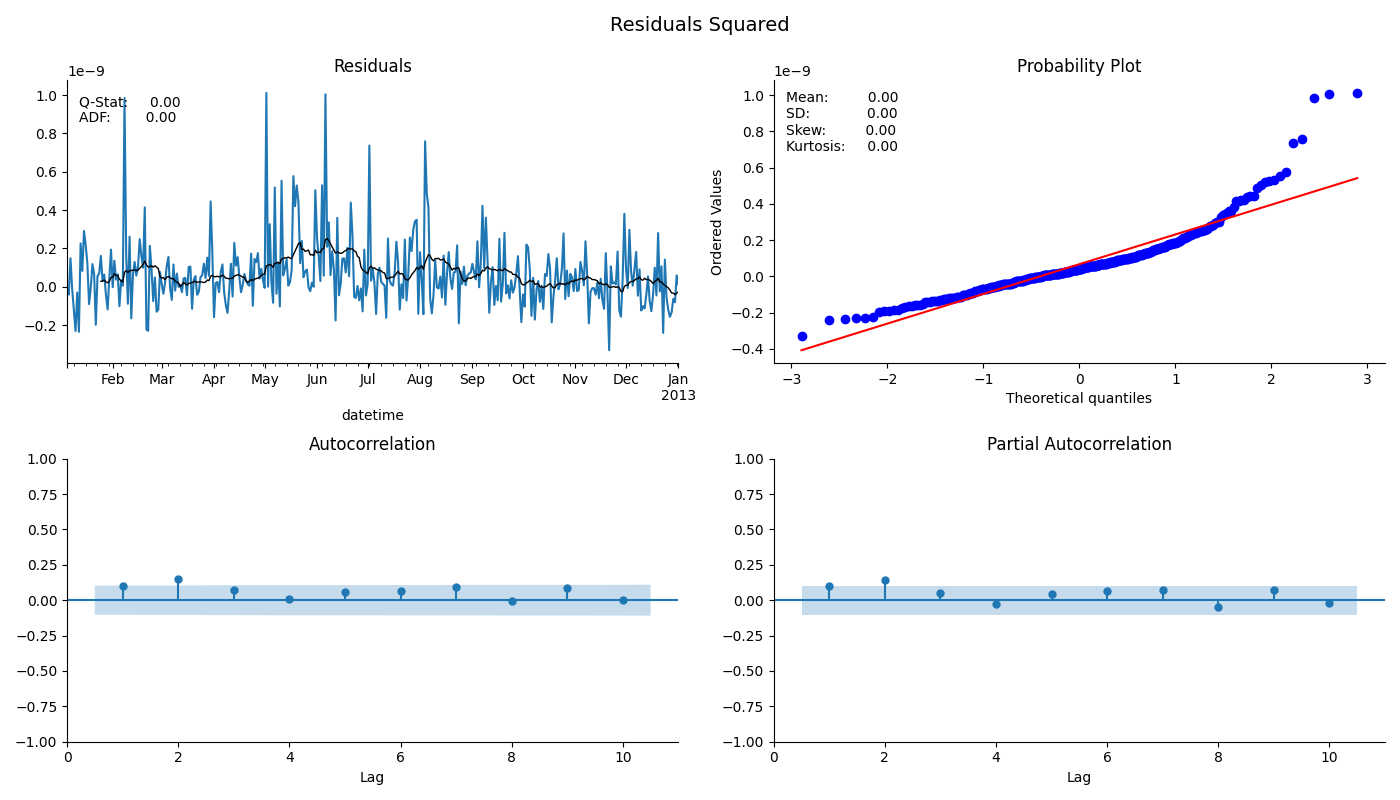 Residuals Squared
Residuals
1e−9
Q-Stat: 0.00
ADF: 0.00
1.0
0.8
0.6
0.4
0.2
0.0
−0.2
Feb Mar Apr May Jun Jul Aug Sep Oct Nov Dec Jan
2013
datetime
Probability Plot
1e−9
Mean: 0.00
SD: 0.00
Skew: 0.00
Kurtosis: 0.00
Ordered Values
1.0
0.8
0.6
0.4
0.2
0.0
−0.2
−0.4
−3 −2 −1 0 1 2 3
Theoretical quantiles
Autocorrelation
1.00
0.75
0.50
0.25
0.00
−0.25
−0.50
−0.75
−1.00
0 2 4 6 8 10
Lag
Partial Autocorrelation
1.00
0.75
0.50
0.25
0.00
−0.25
−0.50
−0.75
−1.00
0 2 4 6 8 10
Lag